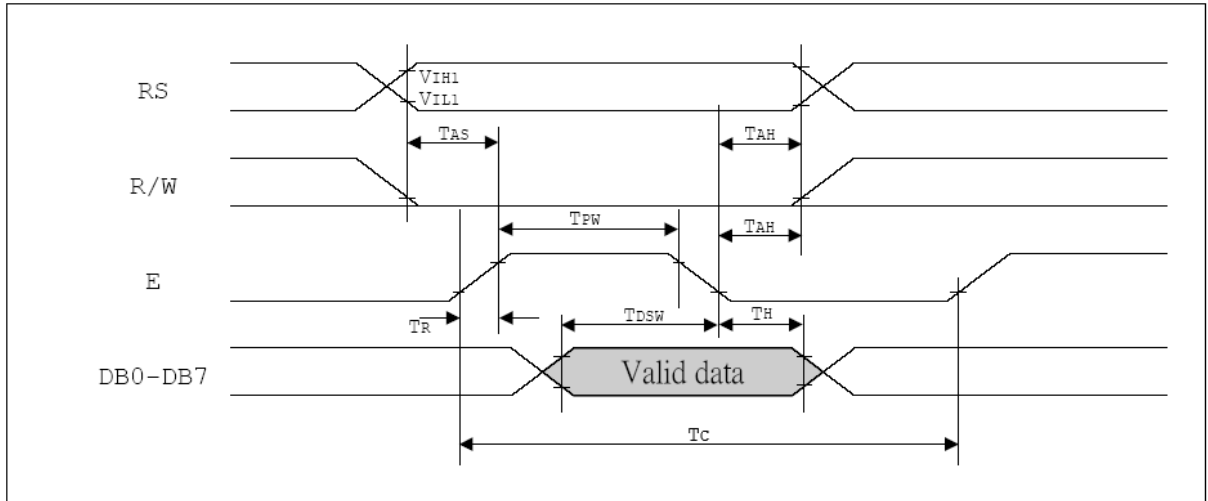 RS
VIH1
VIL1
TAS
TAH
R/W
TPW
TAH
E
TR
TDSW
TH
DB0-DB7
Valid data
TC